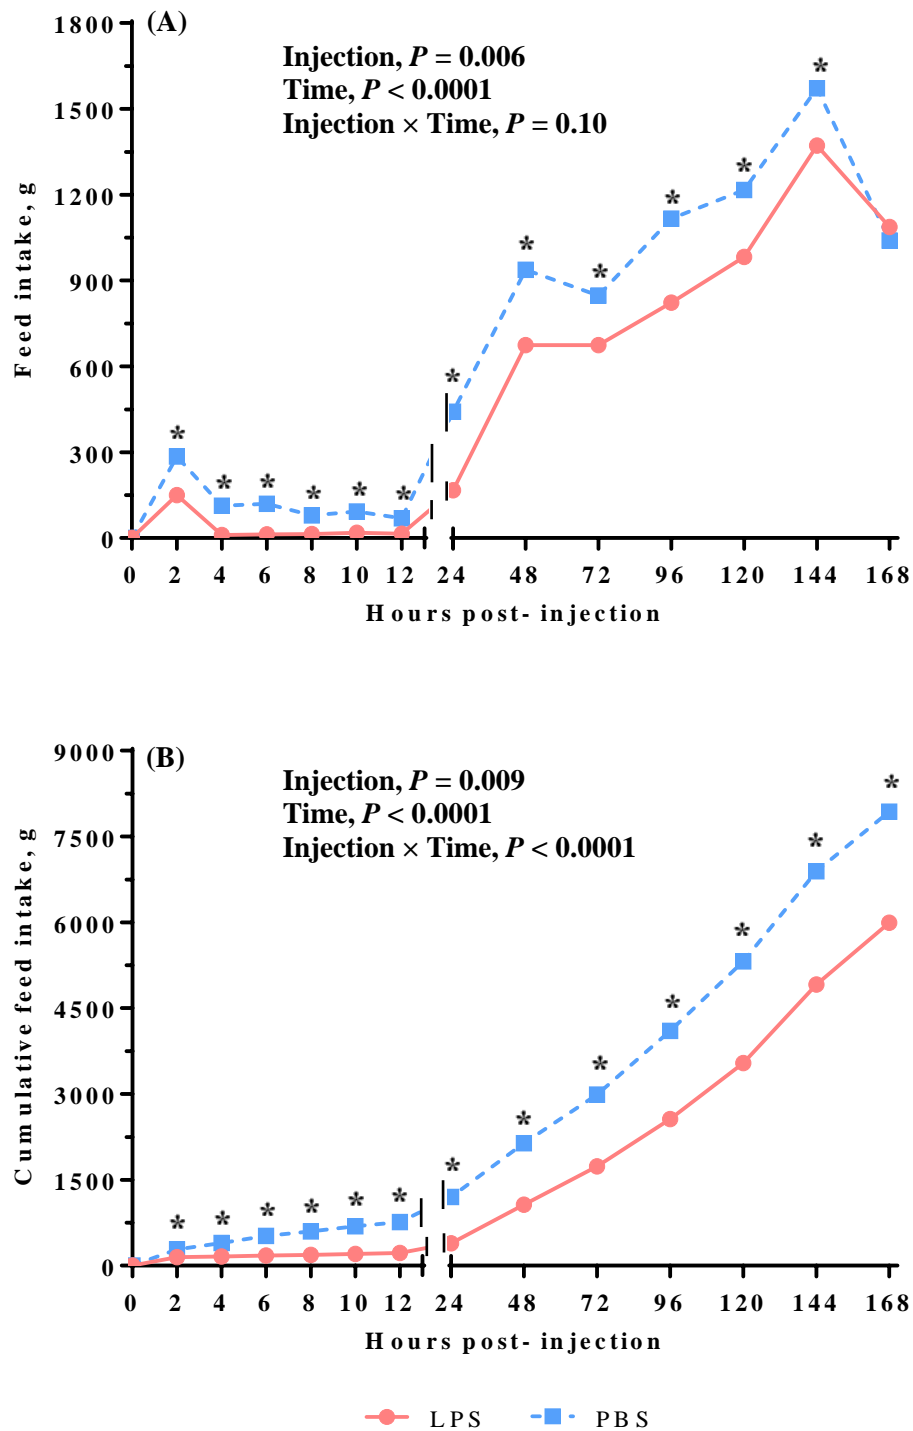 (A)
Injection, P = 0.006
Time, P < 0.0001
Injection × Time, P = 0.10
Feed intake, g
1800
1500
1200
900
600
300
0
* * * * * * * * * * * * *
0 2 4 6 8 10 12 24 48 72 96 120 144 168
Hours post- injection
(B)
Injection, P = 0.009
Time, P < 0.0001
Injection × Time, P < 0.0001
Cumulative feed intake, g
9000
7500
6000
4500
3000
1500
0
* * * * * * * * * * * * *
0 2 4 6 8 10 12 24 48 72 96 120 144 168
Hours post- injection
LPS PBS